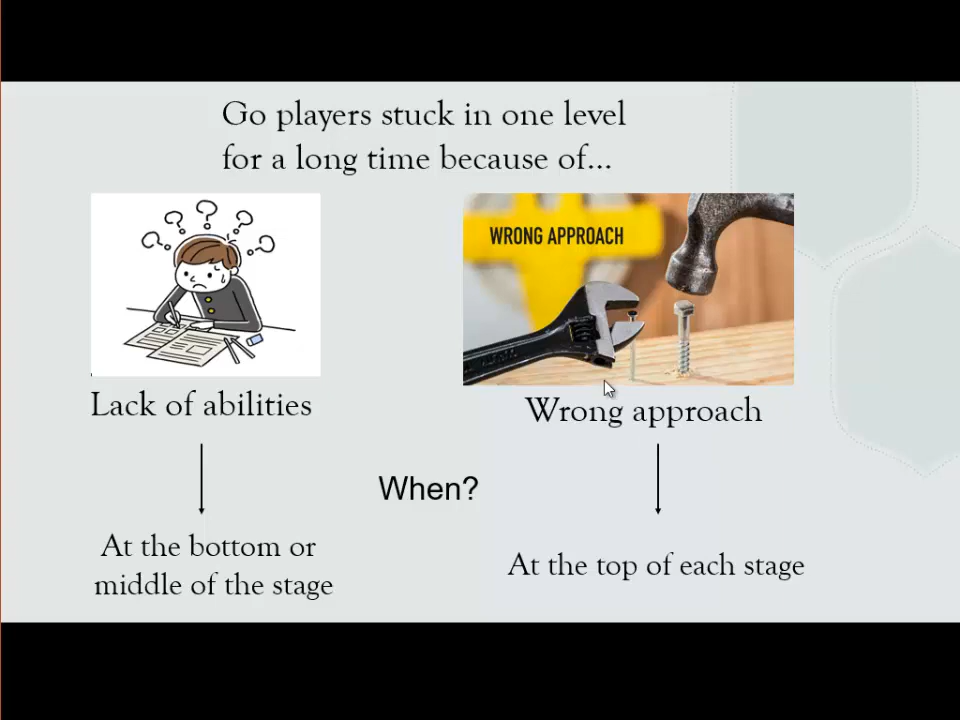 Go players stuck in one level
for a long time because of...
WRONG APPROACH
Lack of abilities
Wrong approach
When?
At the bottom or
middle of the stage
At the top of each stage